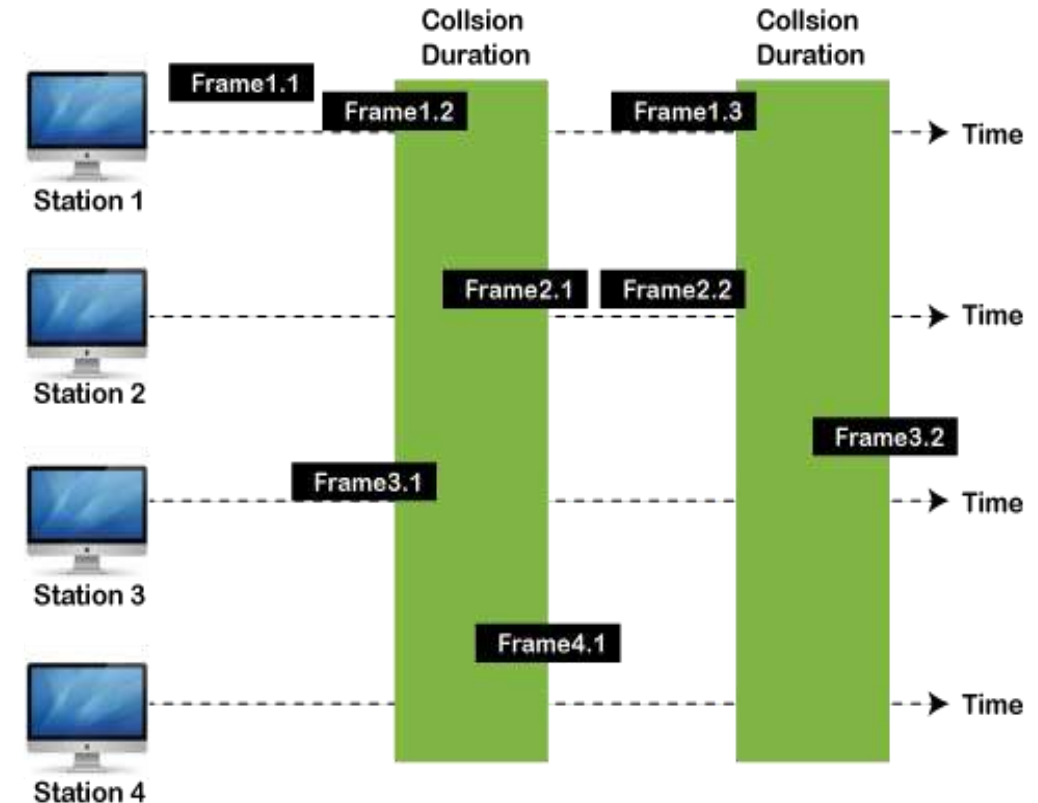 Collsion
Duration
Collsion
Duration
Frame1.1
Frame1.2
Frame1.3
Time
Station 1
Frame2.1
Frame2.2
Time
Station 2
Frame3.2
Frame3.1
Time
Station 3
Frame4.1
Time
Station 4